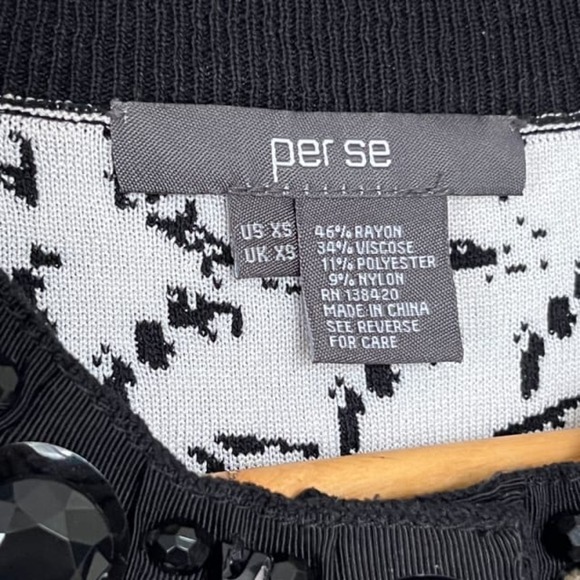 per se
US XS
UK XS
46% RAYON
34% VISCOSE
11% POLYESTER
9% NYLON
RN 138420
MADE IN CHINA
SEE REVERSE
FOR CARE